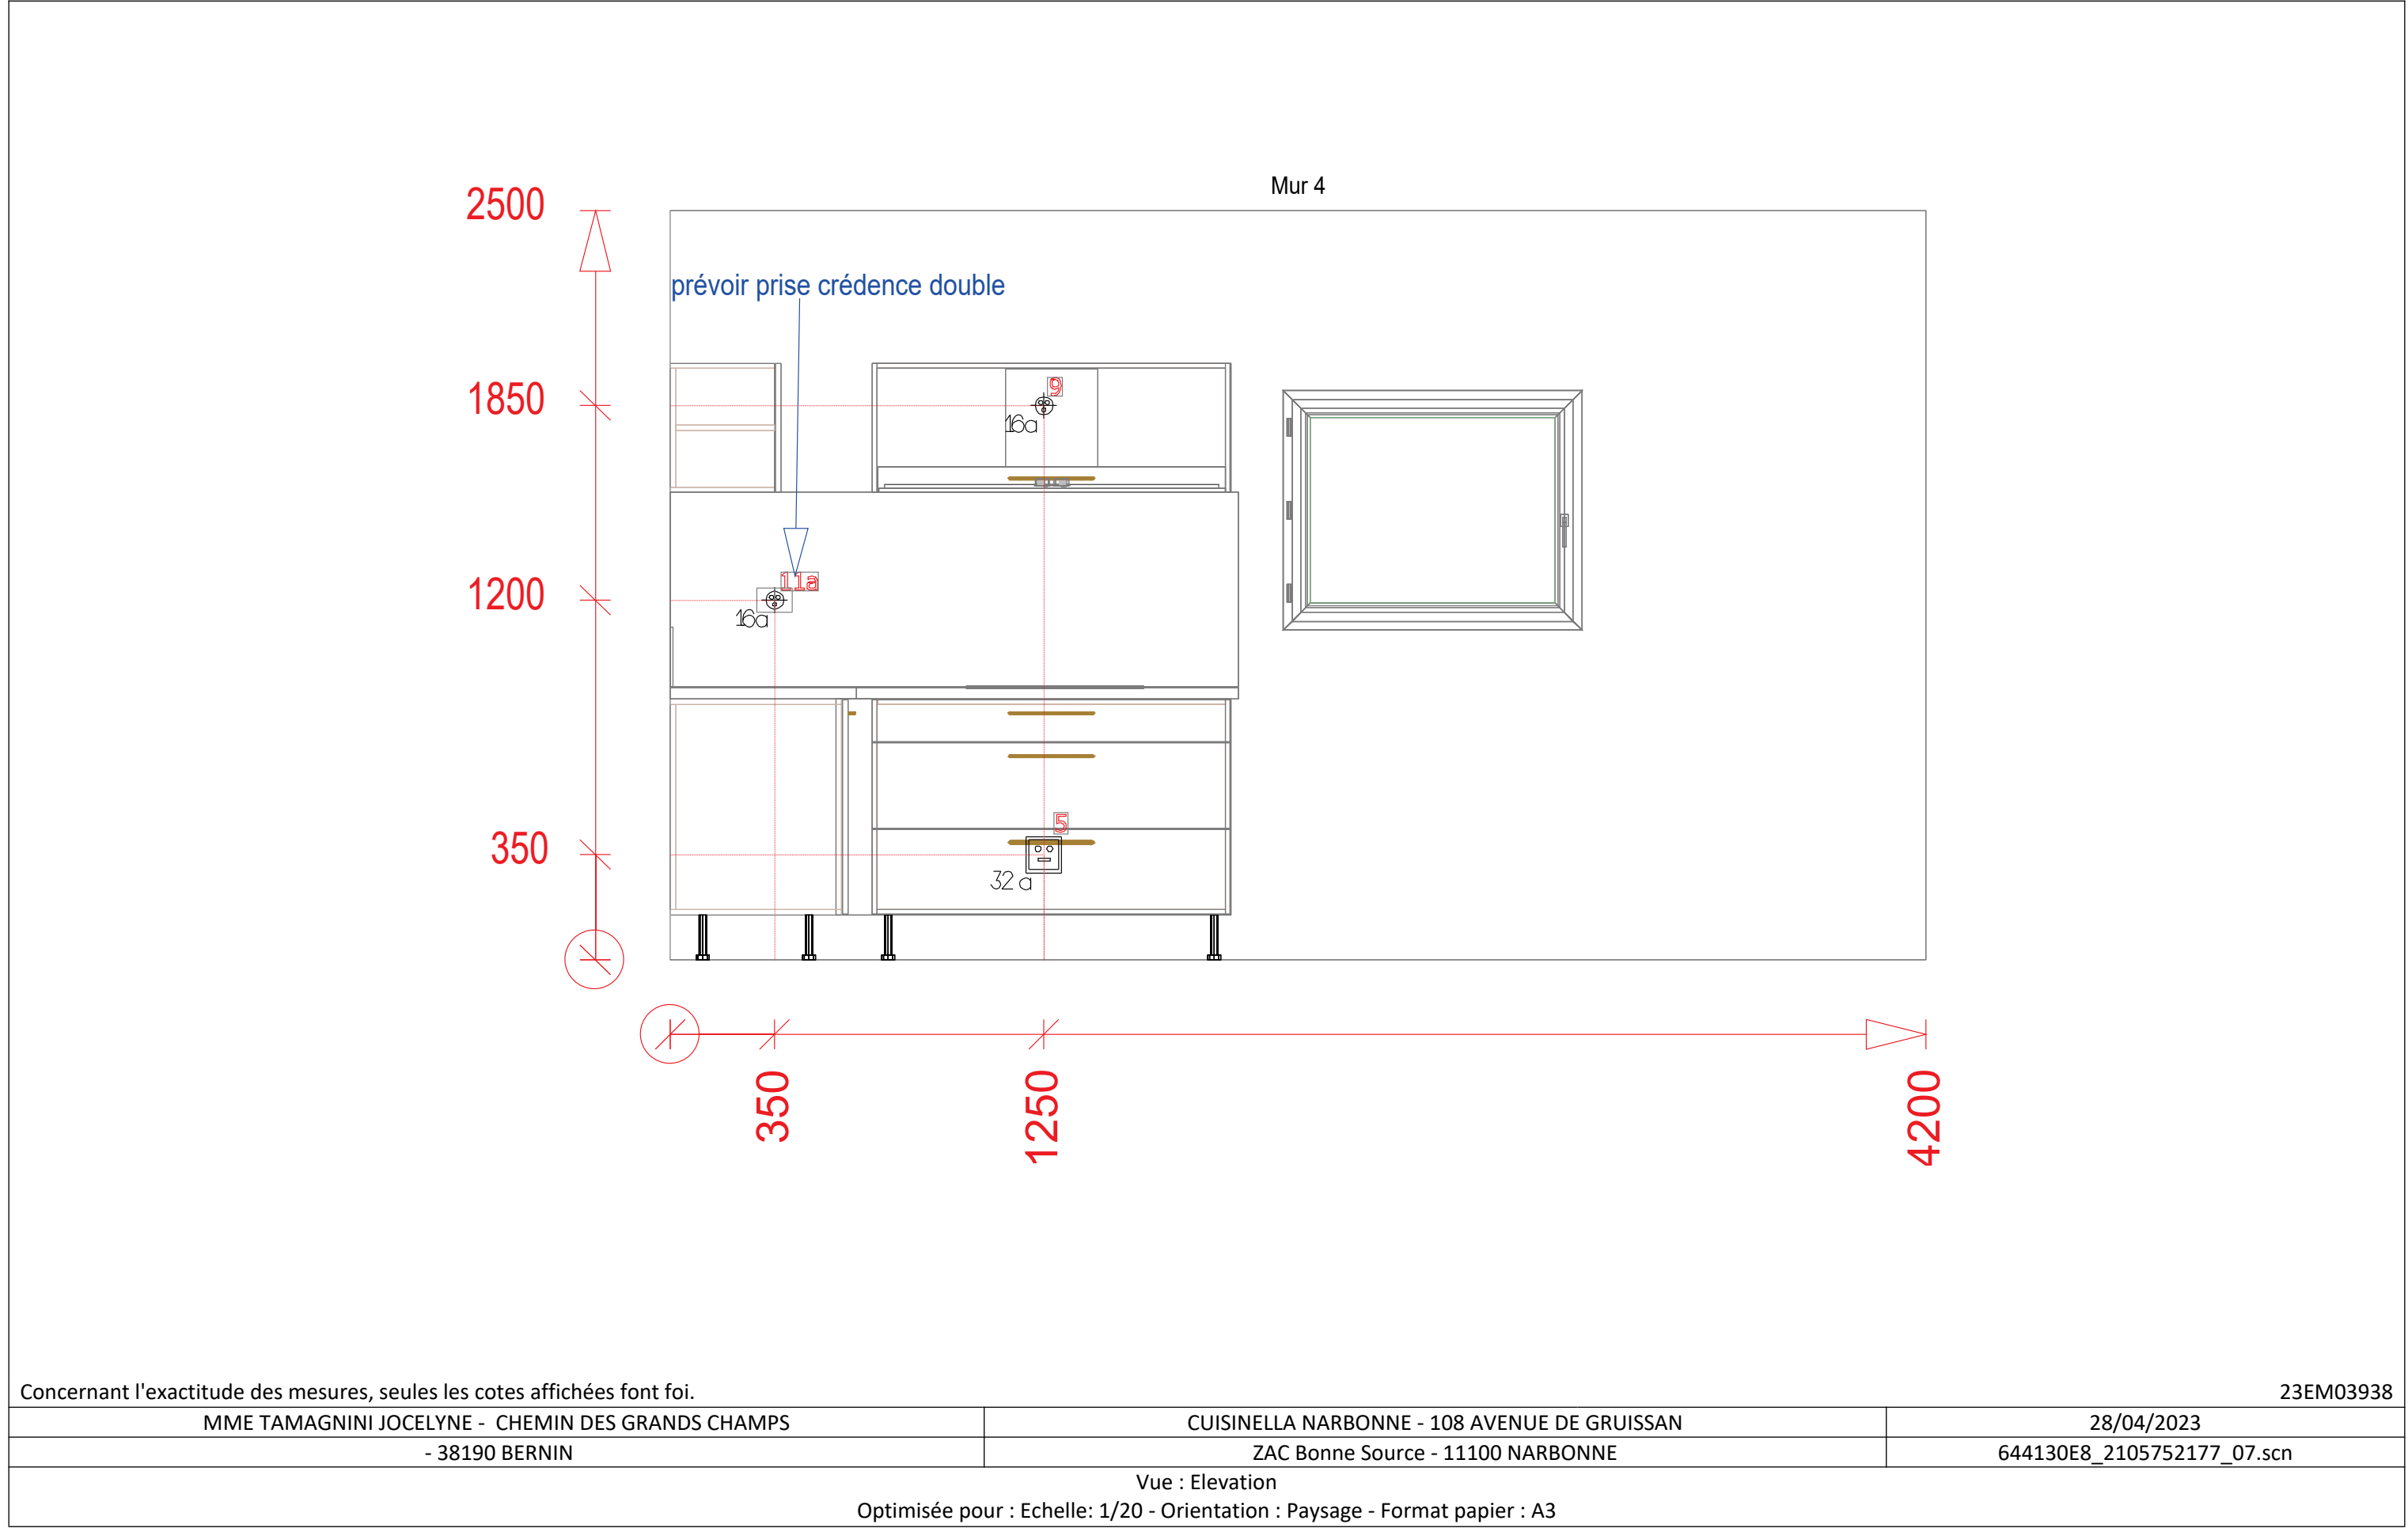 Mur 4
2500
prévoir prise crédence double
1850
9
16a
1200
11a
16a
350
5
32 a
350
1250
4200
Concernant l'exactitude des mesures, seules les cotes affichées font foi.
23EM03938
MME TAMAGNINI JOCELYNE - CHEMIN DES GRANDS CHAMPS
CUISINELLA NARBONNE - 108 AVENUE DE GRUISSAN
28/04/2023
- 38190 BERNIN
ZAC Bonne Source - 11100 NARBONNE
644130E8_2105752177_07.scn
Vue : Elevation
Optimisée pour : Echelle: 1/20 - Orientation : Paysage - Format papier : A3